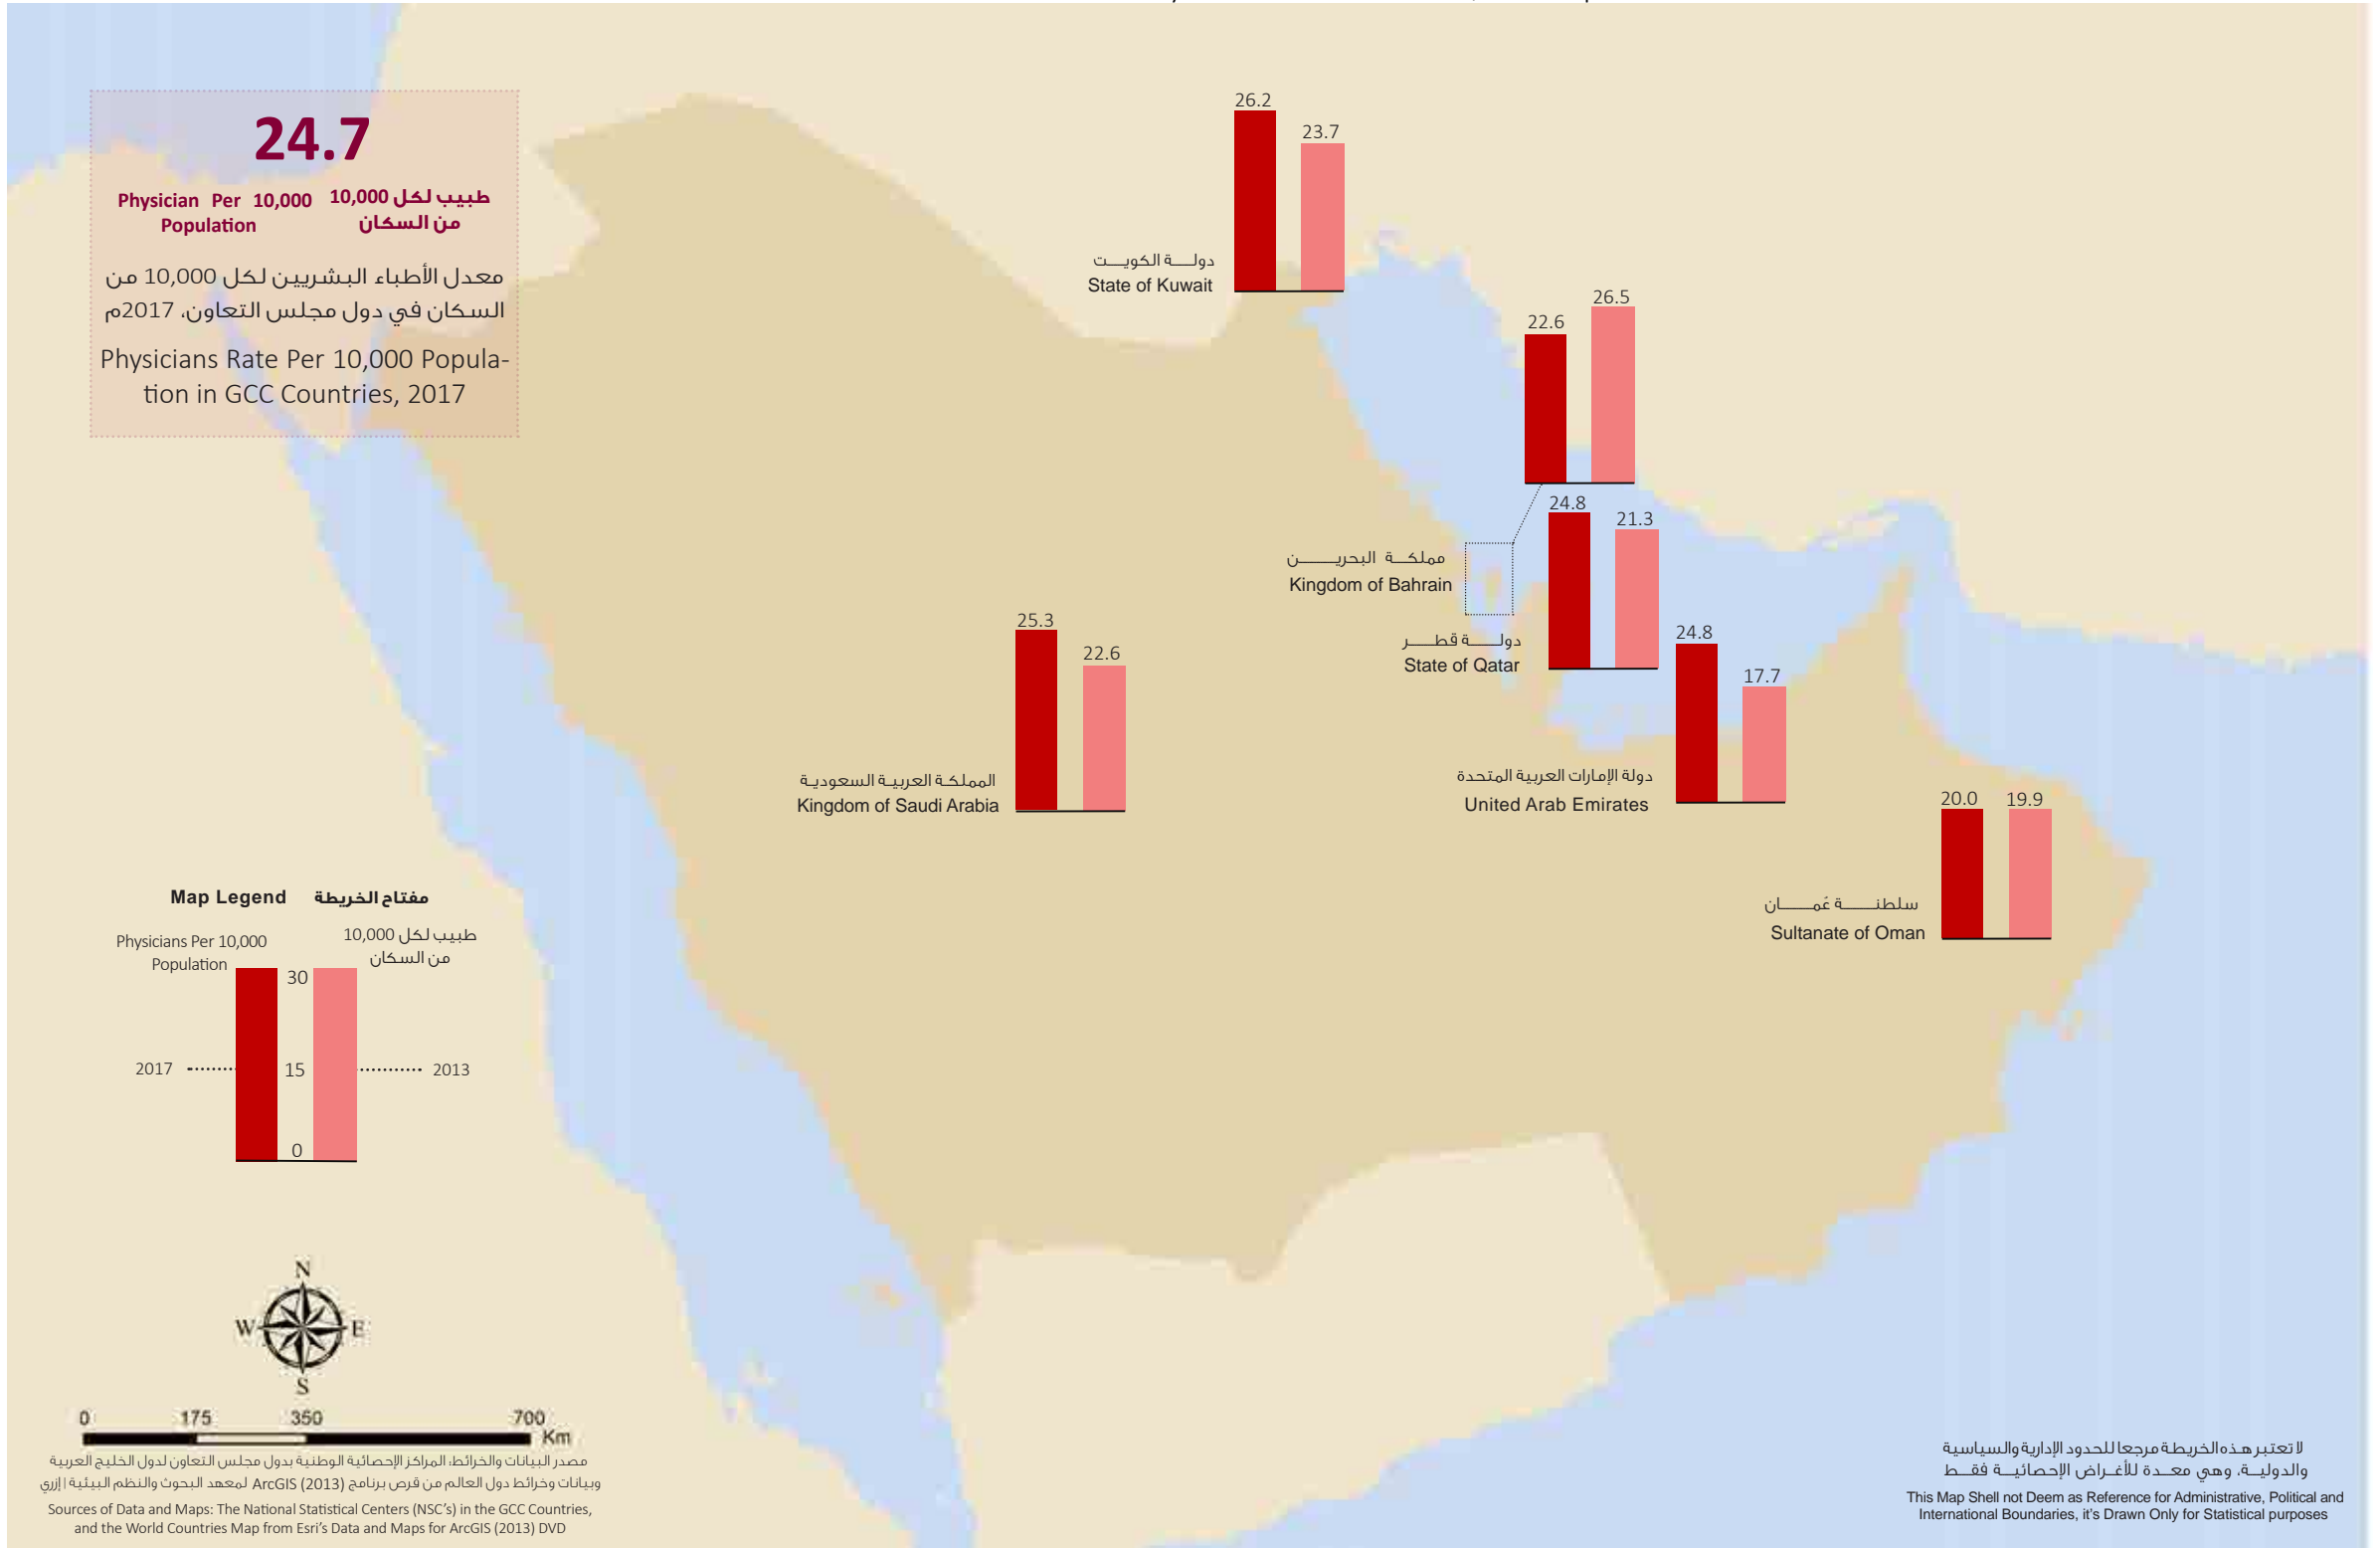 24.7
Physician Per 10,000
Population
طبيب لكل 10,000
من السكان
معدل الأطباء البشريين لكل 10,000 من
السكان في دول مجلس التعاون، 2017م
Physicians Rate Per 10,000 Popula-
tion in GCC Countries, 2017
26.2
23.7
دولـــة الكويـــت
State of Kuwait
22.6
26.5
مملكـــة البحريـــــن
Kingdom of Bahrain
24.8
21.3
دولـــــة قطـــــر
State of Qatar
24.8
17.7
دولة الإمارات العربية المتحدة
United Arab Emirates
25.3
22.6
المملكـة العربيـة السعوديـة
Kingdom of Saudi Arabia
20.0
19.9
سلطنـــــة عُمـــــان
Sultanate of Oman
Map Legend مفتاح الخريطة
Physicians Per 10,000
Population
طبيب لكل 10,000
من السكان
30
15
0
2017
2013
N
W E
S
0 175 350 700
Km
مصدر البيانات والخرائط: المراكز الإحصائية الوطنية بدول مجلس التعاون لدول الخليج العربية
وبيانات وخرائط دول العالم من قرص برنامج ArcGIS (2013) لمعهد البحوث والنظم البيئية | إزري
Sources of Data and Maps: The National Statistical Centers (NSC's) in the GCC Countries,
and the World Countries Map from Esri's Data and Maps for ArcGIS (2013) DVD
لا تعتبر هذه الخريطة مرجعا للحدود الإدارية والسياسية
والدوليـــة، وهي معـــدة للأغـــراض الإحصائيـــة فقـــط
This Map Shell not Deem as Reference for Administrative, Political and
International Boundaries, it's Drawn Only for Statistical purposes